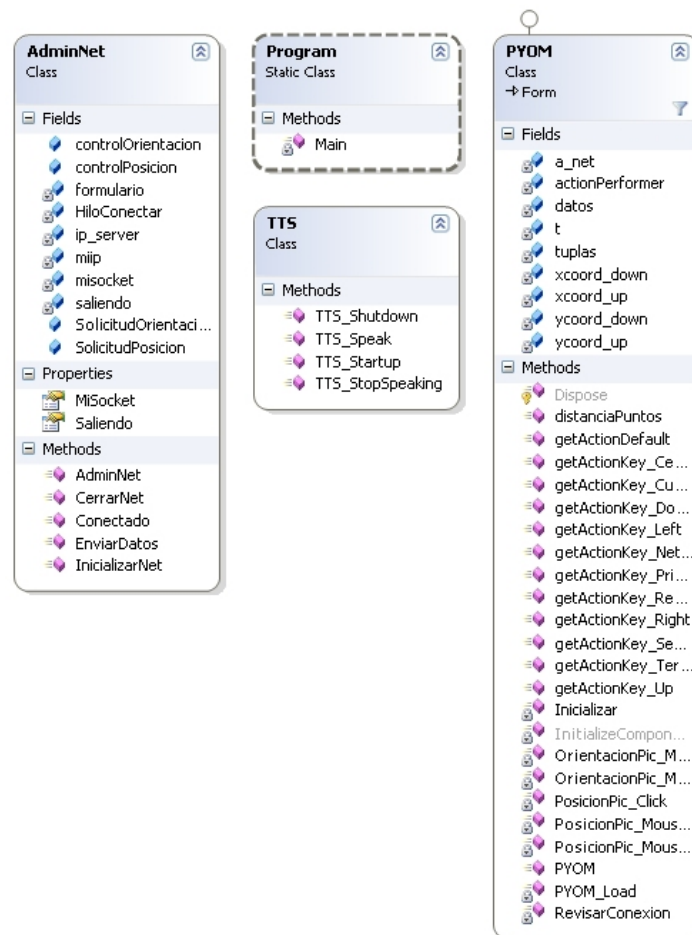 AdminNet
Class
Fields
controlOrientacion
controlPosicion
formulario
HiloConectar
ip_server
miip
misocket
saliendo
SolicitudOrientaci...
SolicitudPosicion
Properties
MiSocket
Saliendo
Methods
AdminNet
CerrarNet
Conectado
EnviarDatos
InicializarNet
Program
Static Class
Methods
Main
TTS
Class
Methods
TTS_Shutdown
TTS_Speak
TTS_Startup
TTS_StopSpeaking
PYOM
Class
Form
Fields
a_net
actionPerformer
datos
t
tuplas
xcoord_down
xcoord_up
ycoord_down
ycoord_up
Methods
Dispose
distanciaPuntos
getActionDefault
getActionKey_Ce...
getActionKey_Cu...
getActionKey_Do...
getActionKey_Left
getActionKey_Net...
getActionKey_Pri...
getActionKey_Re...
getActionKey_Right
getActionKey_Se...
getActionKey_Ter...
getActionKey_Up
Inicializar
InitializeCompon...
OrientacionPic_M...
OrientacionPic_M...
PosicionPic_Click
PosicionPic_Mous...
PosicionPic_Mous...
PYOM
PYOM_Load
RevisarConexion